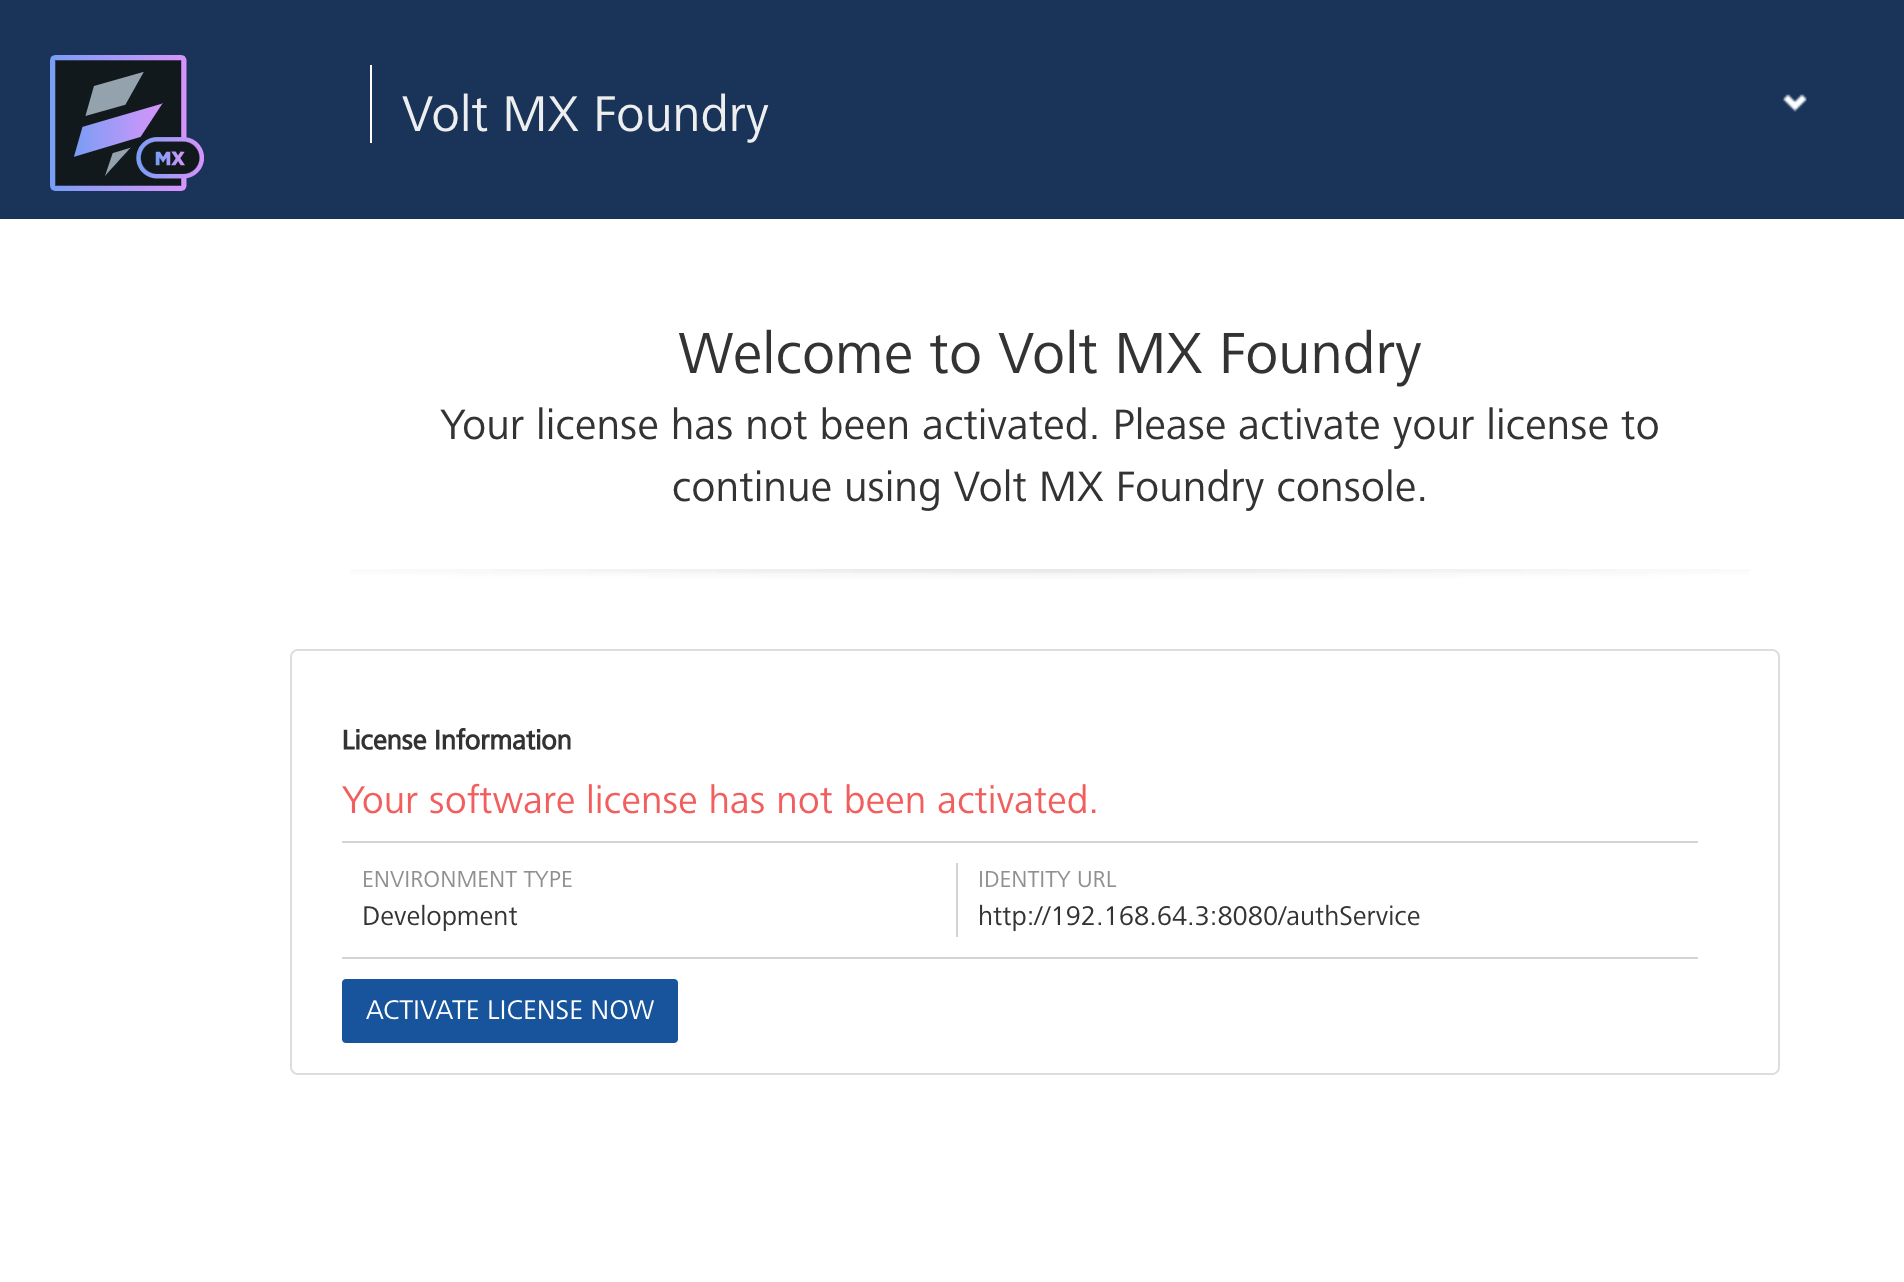 MX
Volt MX Foundry
Welcome to Volt MX Foundry
Your license has not been activated. Please activate your license to
continue using Volt MX Foundry console.
License Information
Your software license has not been activated.
ENVIRONMENT TYPE
Development
IDENTITY URL
http://192.168.64.3:8080/authService
ACTIVATE LICENSE NOW